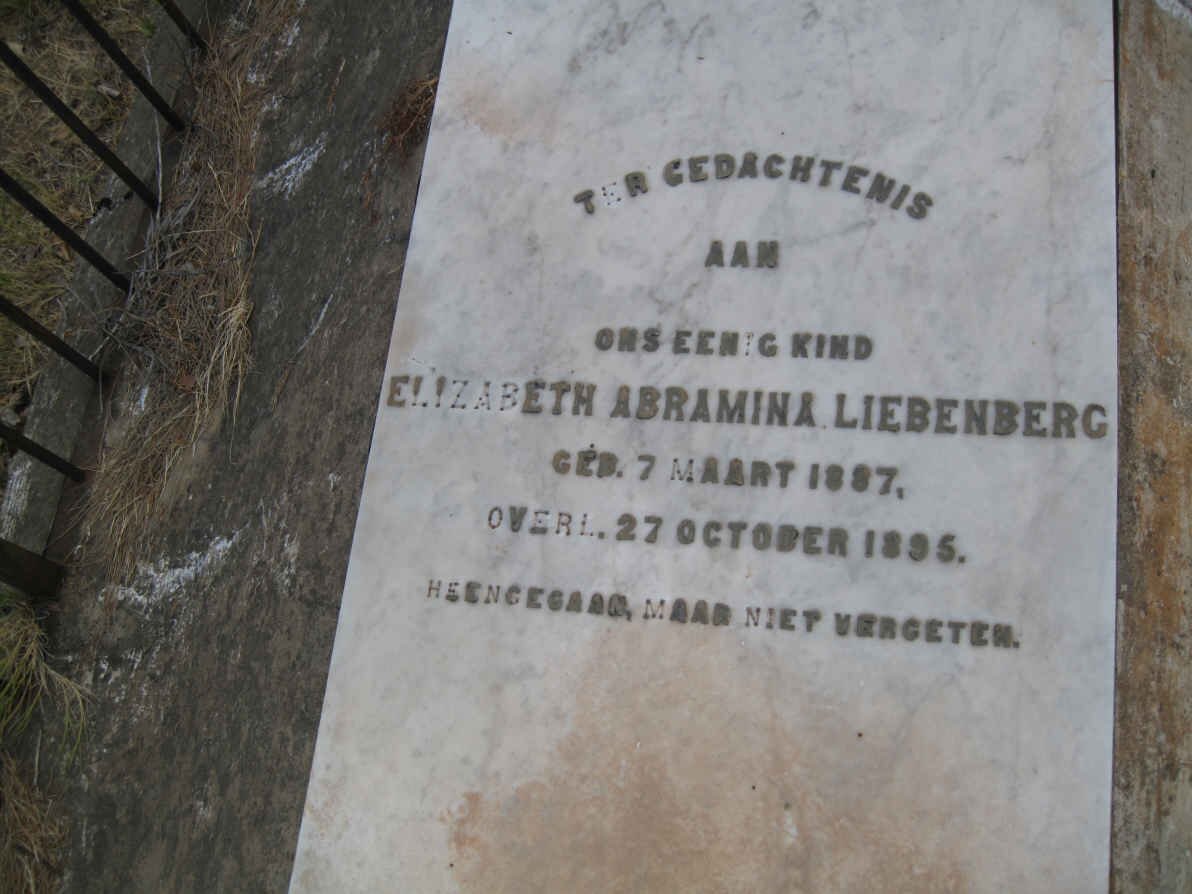 TER GEDACHTENIS
AAN
ONS EENIG KIND
ELIZABETH ABRAMINA LIEBENBERG
GEB. 7 MAART 1887,
OVERL. 27 OCTOBER 1895.
HEENGEGAAN, MAAR NIET VERGETEN.